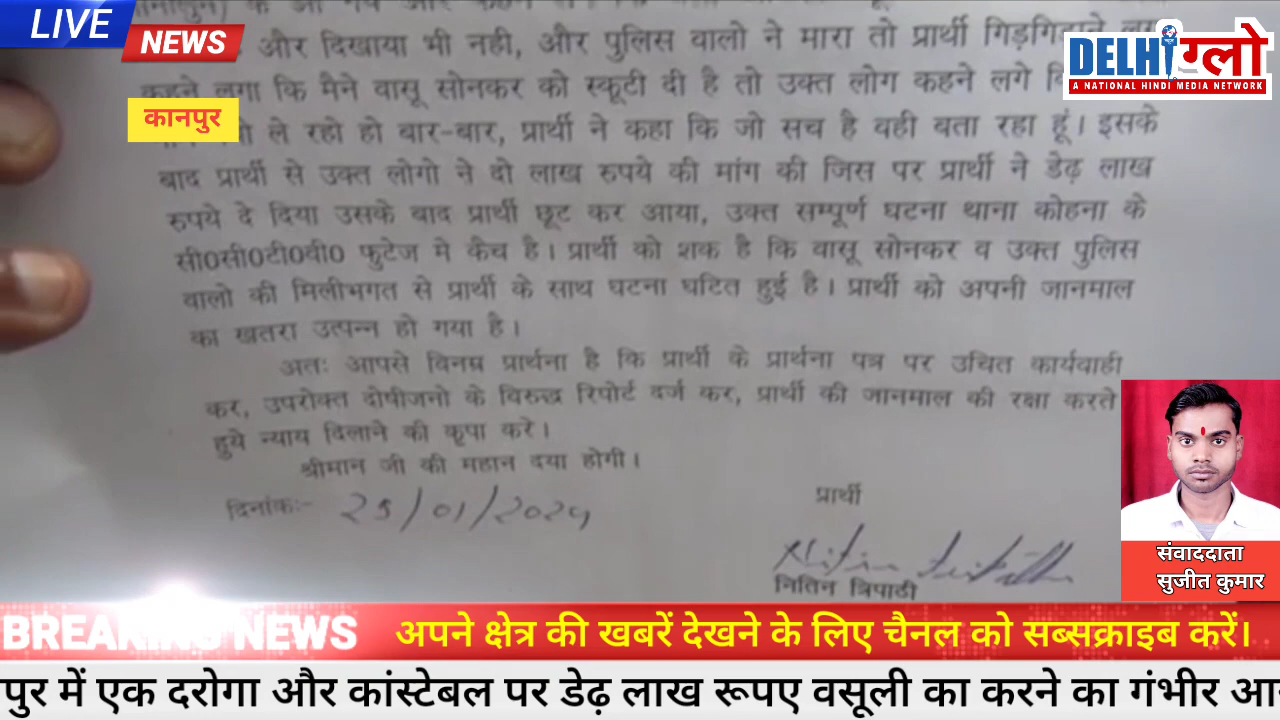 LIVE
NEWS
कानपुर
DELHI ग्लो
A NATIONAL HINDI MEDIA NETWORK
और दिखावा पुलिस वालो ने मारा तो प्रार्थी गिड़गिड़ाने
कहने लगा कि मैने सोनकर को स्कूटी दी है तो उक्त लोग कहने लगे
ले रहो हो बार-बार, प्रार्थी ने कहा कि जो सच है वही बता रहा हूं। इसके
बाद प्रार्थी से उक्त लोगो ने दो लाख रुपये की मांग की जिस पर प्रार्थी ने डेढ़ लाख
रुपये दे दिया उसके बाद प्रार्थी छूट कर आया, उक्त सम्पूर्ण घटना थाना कोहना के
सी0सी0टी0वी0 फुटेज मे कैच है। प्रार्थी को शक है कि वासू सोनकर व उक्त पुलिस
वालो की मिलीभगत से प्रार्थी के साथ घटना घटित हुई है। प्रार्थी को अपनी जानमाल
का खतरा उत्पन्न हो गया है।
अतः आपसे विनम्र प्रार्थना है कि प्रार्थी के प्रार्थना पत्र पर उचित कार्यवाही
कर, उपरोक्त दोषीजनो के विरुद्ध रिपोर्ट दर्ज कर, प्रार्थी की जानमाल की रक्षा करते
हुये न्याय दिलाने की कृपा करे।
श्रीमान जी की महान दया होगी।
दिनांकः- 25/01/2024
प्रार्थी
नितिन त्रिपाठी
संवाददाता
सुजीत कुमार
BREAKING NEWS
अपने क्षेत्र की खबरें देखने के लिए चैनल को सब्सक्राइब करें।
पुर में एक दरोगा और कांस्टेबल पर डेढ़ लाख रूपए वसूली का करने का गंभीर